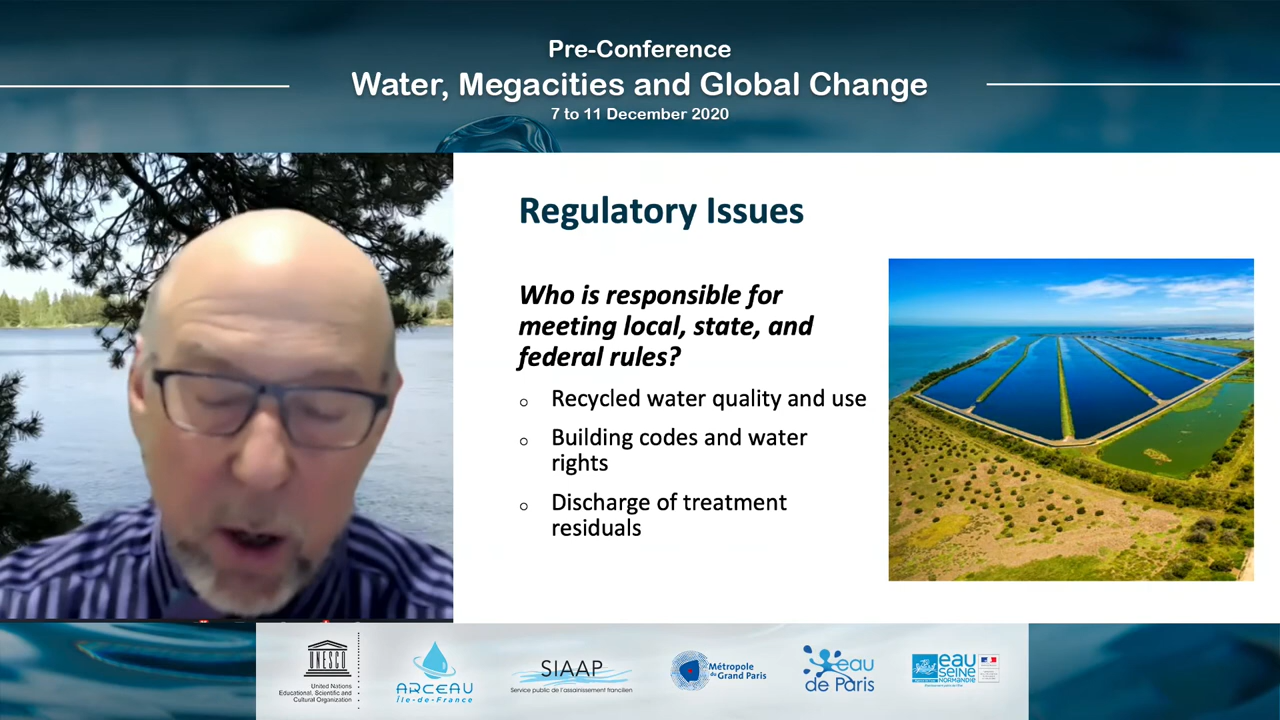 Pre-Conference
Water, Megacities and Global Change
7 to 11 December 2020
Regulatory Issues
Who is responsible for
meeting local, state, and
federal rules?
Recycled water quality and use
Building codes and water
rights
Discharge of treatment
residuals
UNESCO
United Nations
Educational, Scientific and
Cultural Organization
ARCEAU
Île-de-France
SIAAP
Service public de l'assainissement francilien
Métropole
du Grand Paris
eau
de Paris
eau
SEINE
NORMANDIE